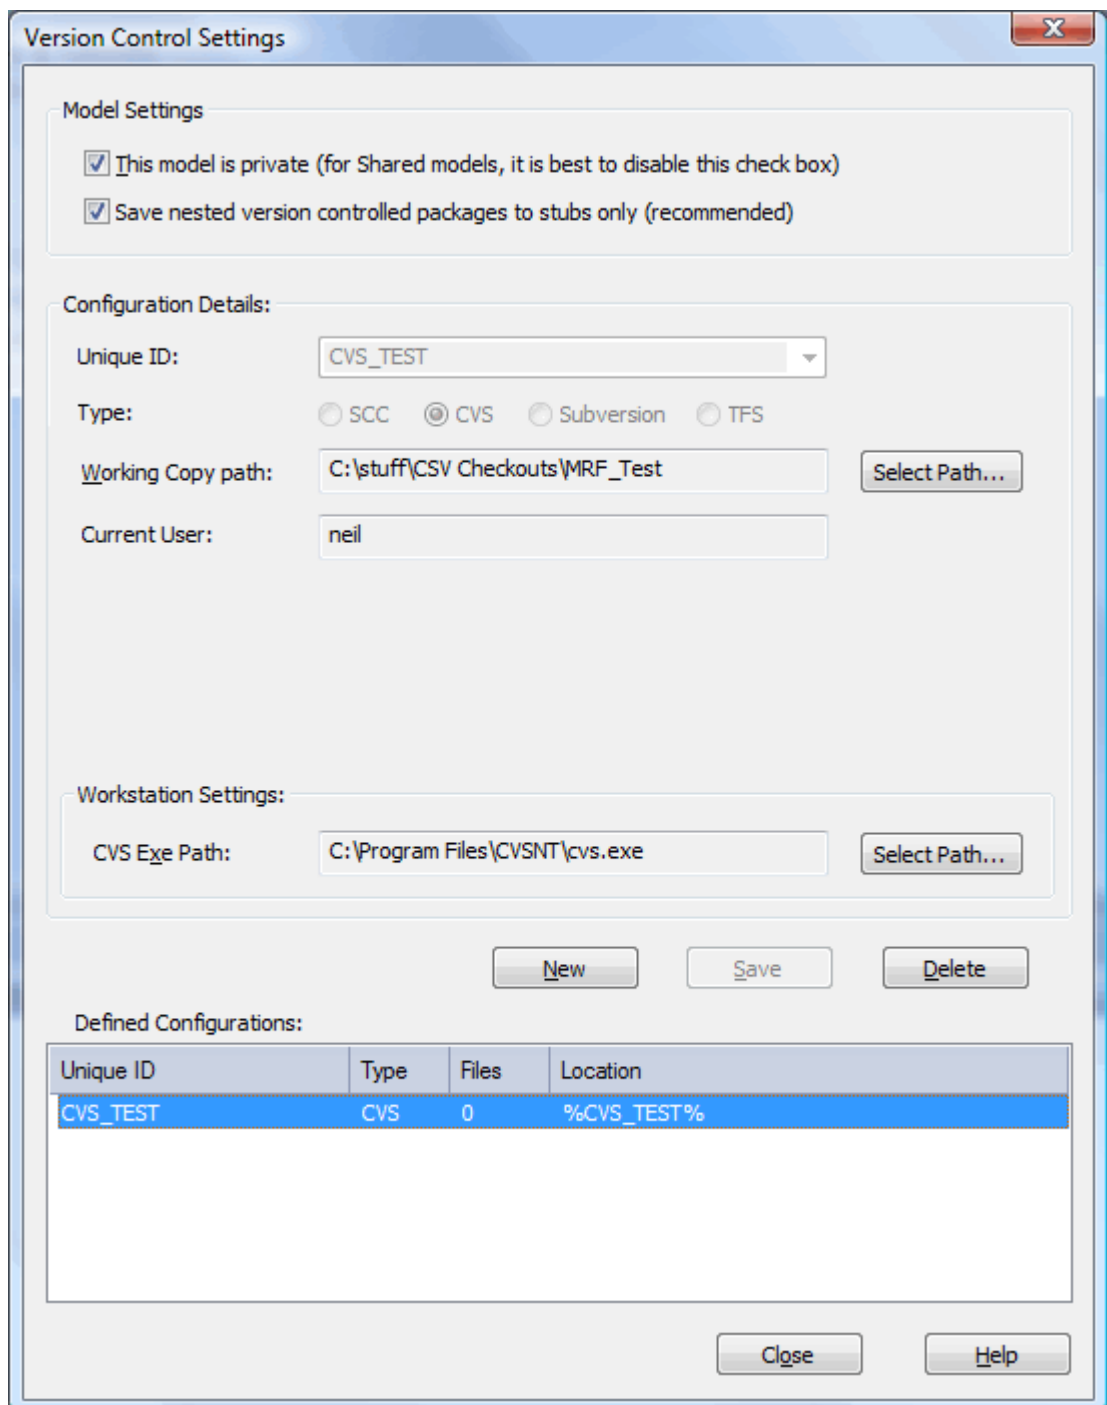 Version Control Settings
Model Settings
This model is private (for Shared models, it is best to disable this check box)
Save nested version controlled packages to stubs only (recommended)
Configuration Details:
Unique ID: CVS_TEST
Type: SCC CVS Subversion TFS
Working Copy path: C:\stuff\CSV Checkouts\MRF_Test Select Path...
Current User: neil
Workstation Settings:
CVS Exe Path: C:\Program Files\CVSNT\cvs.exe Select Path...
New Save Delete
Defined Configurations:
Unique ID Type Files Location
CVS_TEST CVS 0 %CVS_TEST%
Close Help